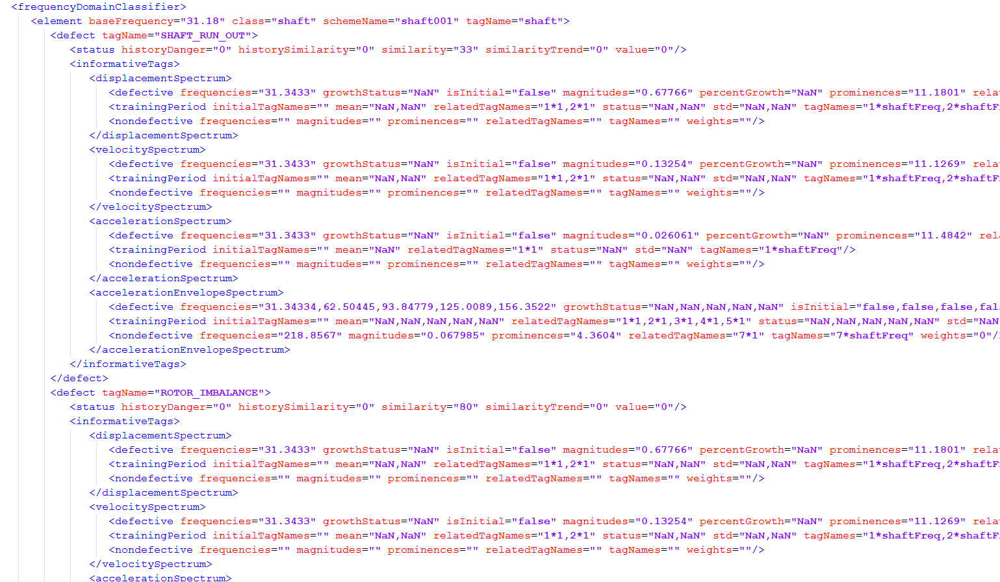 <frequencyDomainClassifier>
<element baseFrequency="31.18" class="shaft" schemeName="shaft001" tagName="shaft">
<defect tagName="SHAFT_RUN_OUT">
<status historyDanger="0" historySimilarity="0" similarity="33" similarityTrend="0" value="0"/>
<informativeTags>
<displacementSpectrum>
<defective frequencies="31.3433" growthStatus="NaN" isInitial="false" magnitudes="0.67766" percentGrowth="NaN" prominences="11.1801" rela
<trainingPeriod initialTagNames="" mean="NaN,NaN" relatedTagNames="1*1,2*1" status="NaN,NaN" std="NaN,NaN" tagNames="1*shaftFreq,2*shaftF
<nondefective frequencies="" magnitudes="" prominences="" relatedTagNames="" tagNames="" weights=""/>
</displacementSpectrum>
<velocitySpectrum>
<defective frequencies="31.3433" growthStatus="NaN" isInitial="false" magnitudes="0.13254" percentGrowth="NaN" prominences="11.1269" rela
<trainingPeriod initialTagNames="" mean="NaN,NaN" relatedTagNames="1*1,2*1" status="NaN,NaN" std="NaN,NaN" tagNames="1*shaftFreq,2*shaftF
<nondefective frequencies="" magnitudes="" prominences="" relatedTagNames="" tagNames="" weights=""/>
</velocitySpectrum>
<accelerationSpectrum>
<defective frequencies="31.3433" growthStatus="NaN" isInitial="false" magnitudes="0.026061" percentGrowth="NaN" prominences="11.4842" rel
<trainingPeriod initialTagNames="" mean="NaN" relatedTagNames="1*1" status="NaN" std="NaN" tagNames="1*shaftFreq"/>
<nondefective frequencies="" magnitudes="" prominences="" relatedTagNames="" tagNames="" weights=""/>
</accelerationSpectrum>
<accelerationEnvelopeSpectrum>
<defective frequencies="31.34334,62.50445,93.84779,125.0089,156.3522" growthStatus="NaN,NaN,NaN,NaN,NaN" isInitial="false,false,false,fal
<trainingPeriod initialTagNames="" mean="NaN,NaN,NaN,NaN,NaN" relatedTagNames="1*1,2*1,3*1,4*1,5*1" status="NaN,NaN,NaN,NaN,NaN" std="NaN
<nondefective frequencies="218.8567" magnitudes="0.067985" prominences="4.3604" relatedTagNames="7*1" tagNames="7*shaftFreq" weights="0"/
</accelerationEnvelopeSpectrum>
</informativeTags>
</defect>
<defect tagName="ROTOR_IMBALANCE">
<status historyDanger="0" historySimilarity="0" similarity="80" similarityTrend="0" value="0"/>
<informativeTags>
<displacementSpectrum>
<defective frequencies="31.3433" growthStatus="NaN" isInitial="false" magnitudes="0.67766" percentGrowth="NaN" prominences="11.1801" rela
<trainingPeriod initialTagNames="" mean="NaN,NaN" relatedTagNames="1*1,2*1" status="NaN,NaN" std="NaN,NaN" tagNames="1*shaftFreq,2*shaftF
<nondefective frequencies="" magnitudes="" prominences="" relatedTagNames="" tagNames="" weights=""/>
</displacementSpectrum>
<velocitySpectrum>
<defective frequencies="31.3433" growthStatus="NaN" isInitial="false" magnitudes="0.13254" percentGrowth="NaN" prominences="11.1269" rela
<trainingPeriod initialTagNames="" mean="NaN,NaN" relatedTagNames="1*1,2*1" status="NaN,NaN" std="NaN,NaN" tagNames="1*shaftFreq,2*shaftF
<nondefective frequencies="" magnitudes="" prominences="" relatedTagNames="" tagNames="" weights=""/>
</velocitySpectrum>
<accelerationSpectrum>